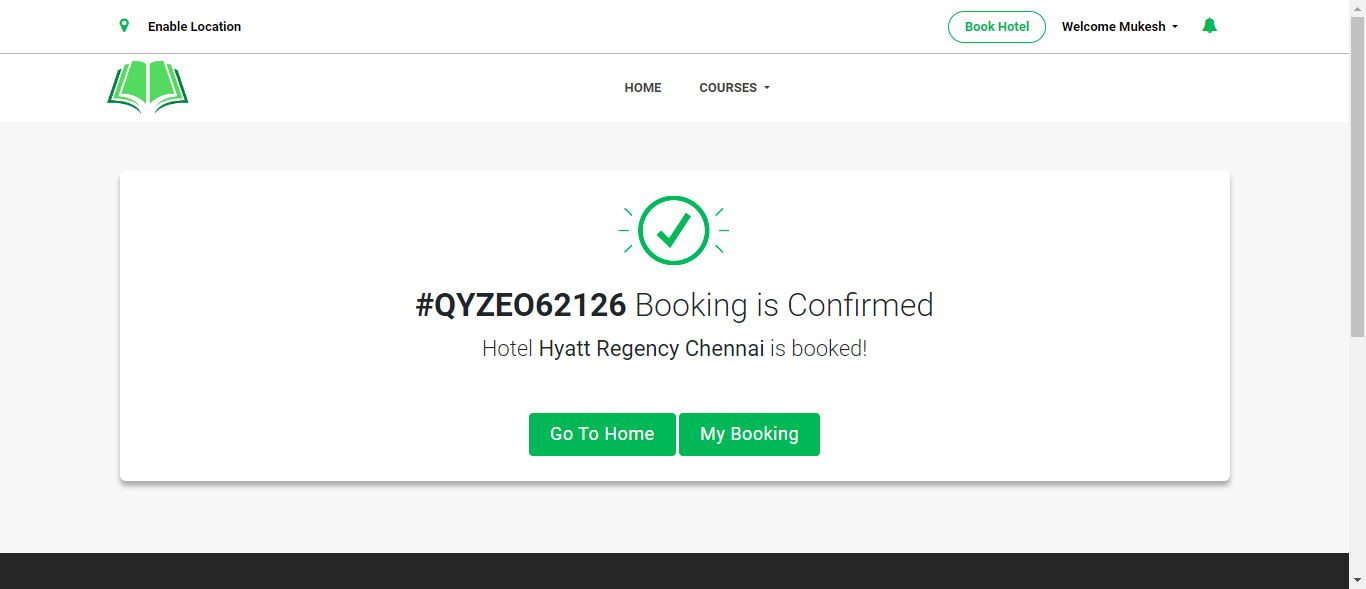 Enable Location
Book Hotel
Welcome Mukesh
HOME
COURSES
#QYZEO62126 Booking is Confirmed
Hotel Hyatt Regency Chennai is booked!
Go To Home
My Booking